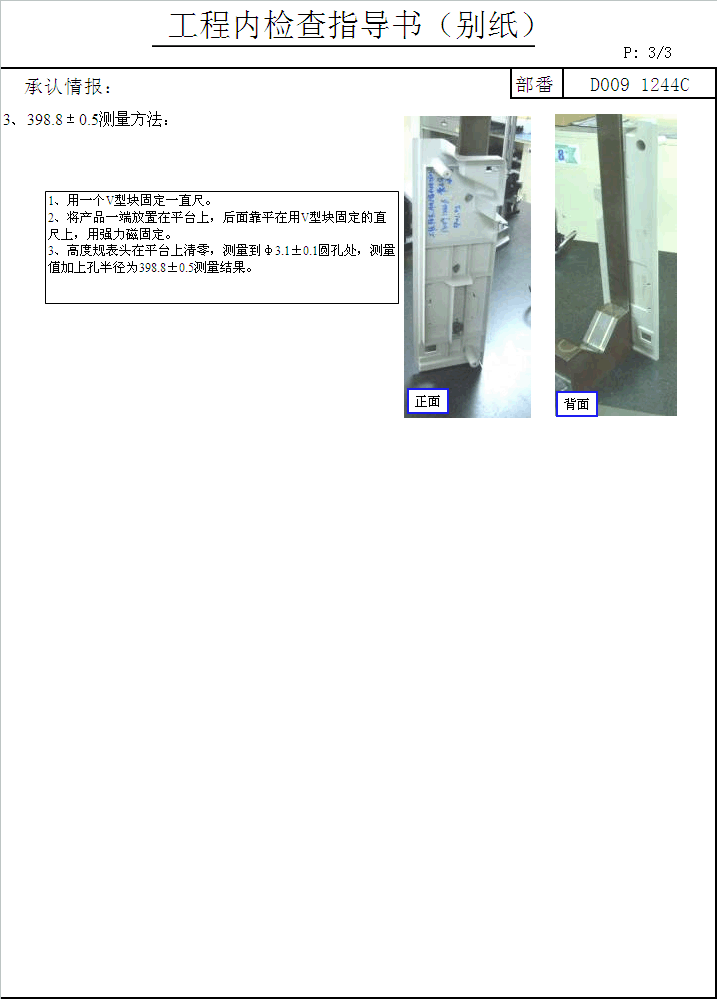 工程内检查指导书（别纸）
P: 3/3
承认情报：
部番
D009 1244C
3、398.8±0.5测量方法：
1、用一个V型块固定一直尺。
2、将产品一端放置在平台上，后面靠平在用V型块固定的直
尺上，用强力磁固定。
3、高度规表头在平台上清零，测量到φ3.1±0.1圆孔处，测量
值加上孔半径为398.8±0.5测量结果。
正面
背面